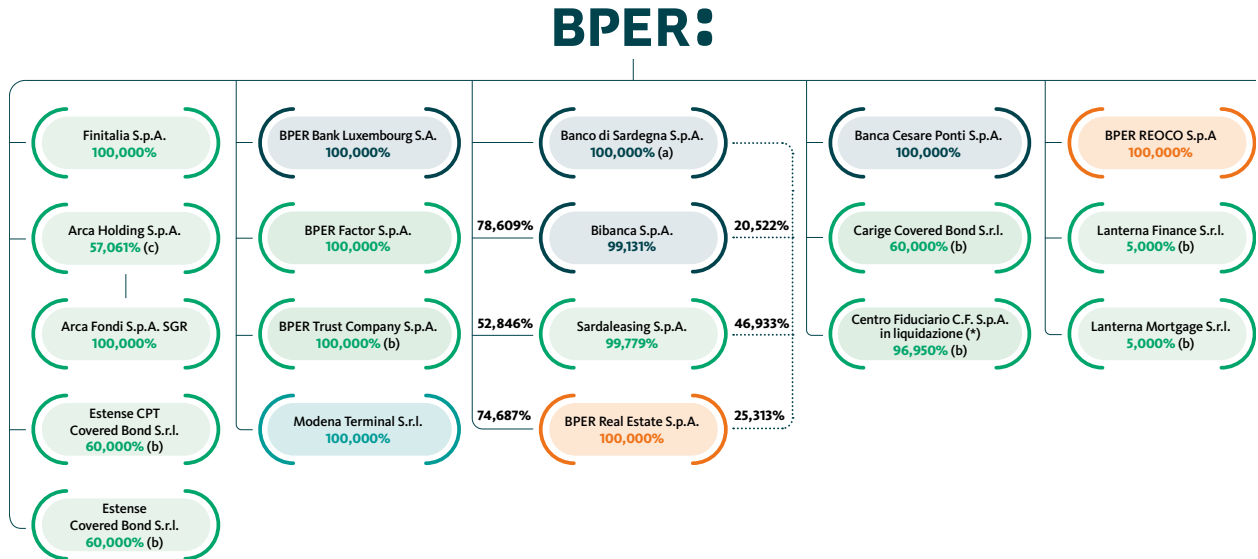 BPER:
Finitalia S.p.A.
100,000%
Arca Holding S.p.A.
57,061% (c)
Arca Fondi S.p.A. SGR
100,000%
Estense CPT
Covered Bond S.r.l.
60,000% (b)
Estense
Covered Bond S.r.l.
60,000% (b)
BPER Bank Luxembourg S.A.
100,000%
BPER Factor S.p.A.
100,000%
BPER Trust Company S.p.A.
100,000% (b)
Modena Terminal S.r.l.
100,000%
Banco di Sardegna S.p.A.
100,000% (a)
78,609%
Bibanca S.p.A.
99,131%
20,522%
52,846%
Sardaleasing S.p.A.
99,779%
46,933%
74,687%
BPER Real Estate S.p.A.
100,000%
25,313%
Banca Cesare Ponti S.p.A.
100,000%
Carige Covered Bond S.r.l.
60,000% (b)
Centro Fiduciario C.F. S.p.A.
in liquidazione (*)
96,950% (b)
BPER REOCO S.p.A
100,000%
Lanterna Finance S.r.l.
5,000% (b)
Lanterna Mortgage S.r.l.
5,000% (b)